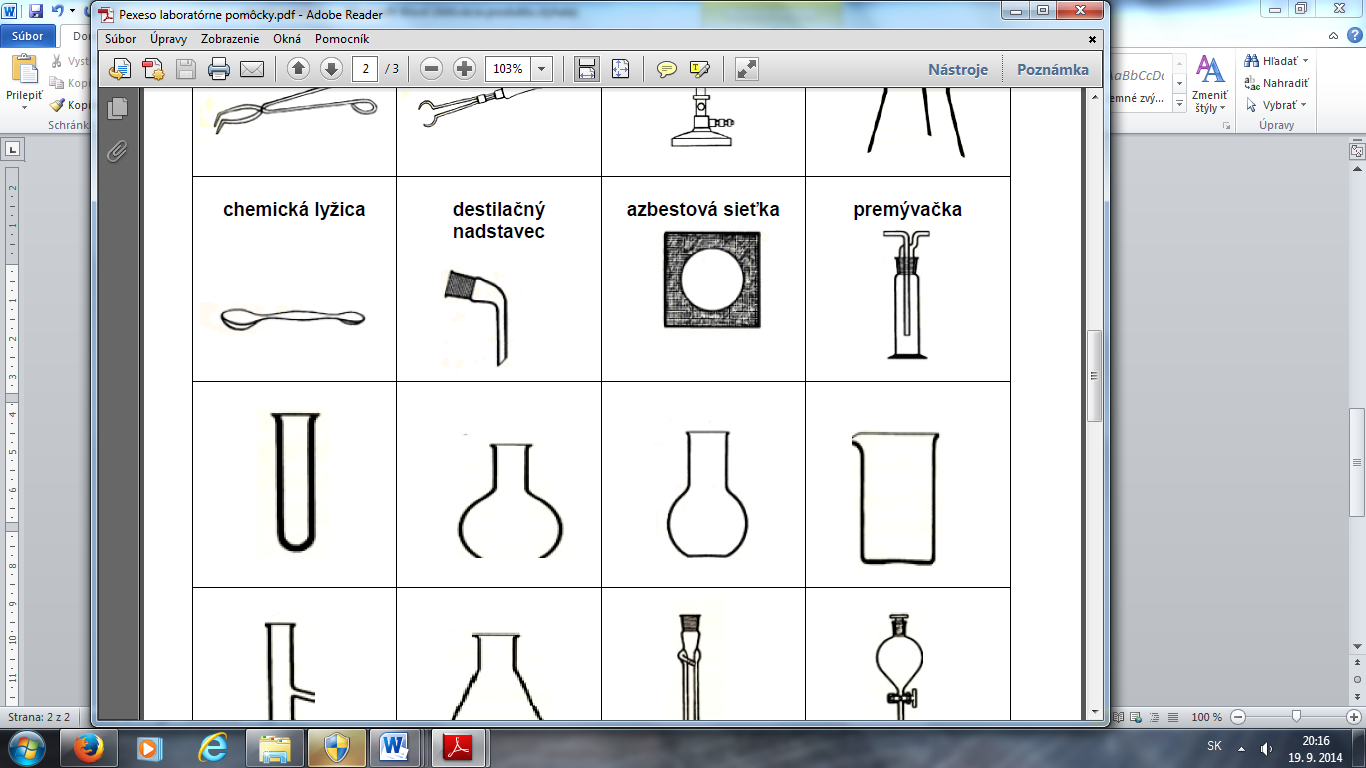 Pexeso laboratórne pomôcky.pdf - Adobe Reader
Súbor Úpravy Zobrazenie Okná Pomocník
2 / 3 103% Nástroje Poznámka
Súbor
Prilepiť
AaBbCcDc
Zmeniť
štýly
Hľadať
Nahradiť
Vybrať
Úpravy
chemická lyžica
destilačný
nadstavec
azbestová sieťka
premývačka
Strana: 2 z 2
100 %
SK
20:16
19. 9. 2014